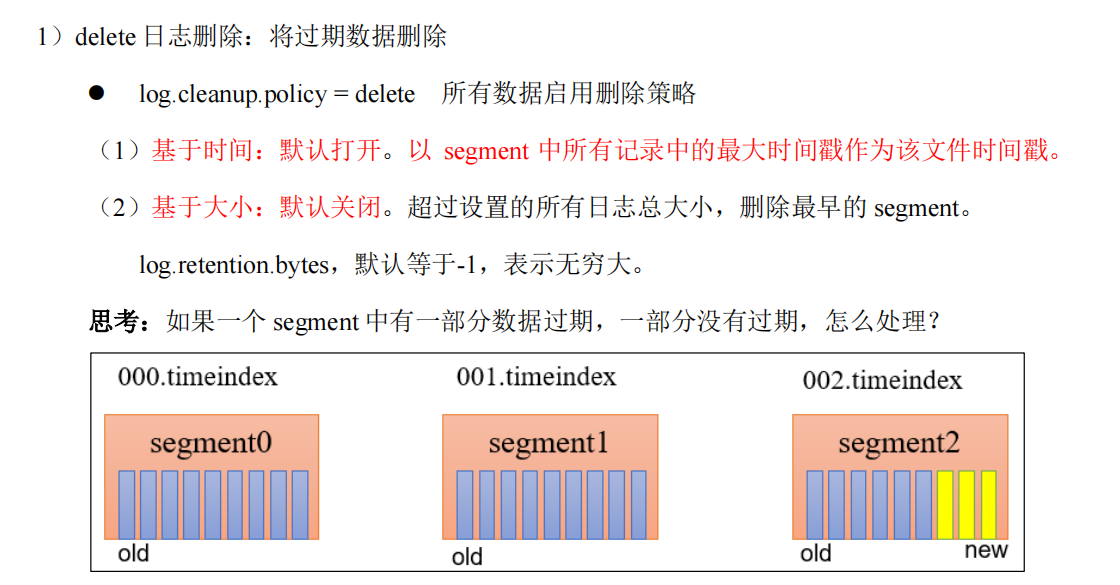 1）delete 日志删除：将过期数据删除
● log.cleanup.policy = delete 所有数据启用删除策略
（1）基于时间：默认打开。以 segment 中所有记录中的最大时间戳作为该文件时间戳。
（2）基于大小：默认关闭。超过设置的所有日志总大小，删除最早的 segment。
log.retention.bytes，默认等于-1，表示无穷大。
思考：如果一个 segment 中有一部分数据过期，一部分没有过期，怎么处理？
000.timeindex 001.timeindex 002.timeindex
segment0 segment1 segment2
old old old new